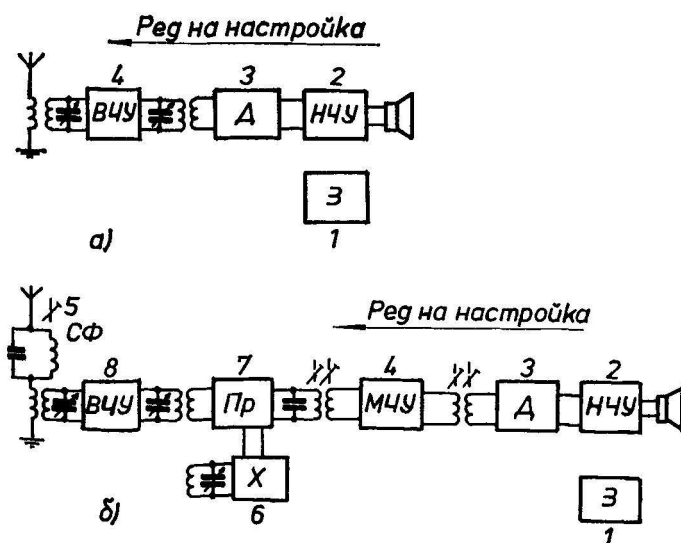 Ред на настройка
4 3 2
ВЧУ Д НЧУ
З
а) 1
5
СФ
Ред на настройка
8 7 4 3 2
ВЧУ Пр МЧУ Д НЧУ
Х З
б) 6 1